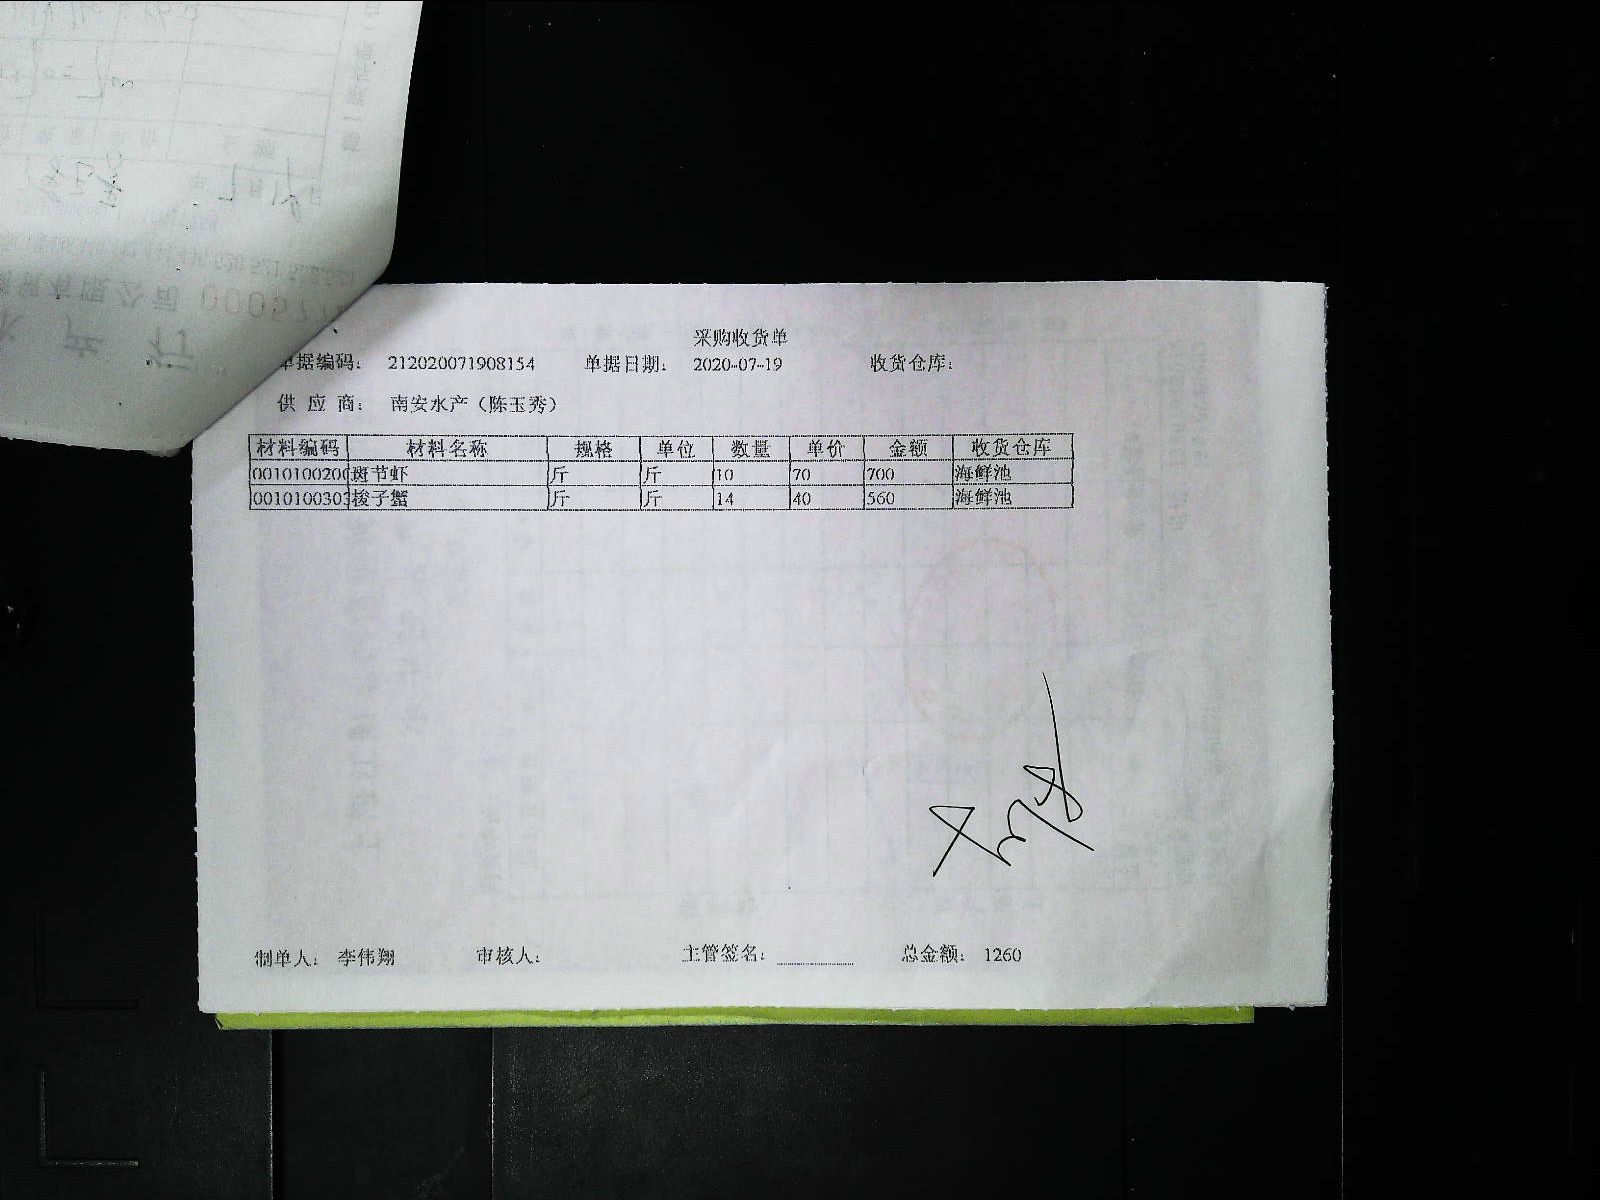 采购收货单
单据编码： 212020071908154 单据日期： 2020-07-19 收货仓库：
供应商： 南安水产（陈玉秀）
材料编码 材料名称 规格 单位 数量 单价 金额 收货仓库
0010100200 斑节虾 斤 斤 10 70 700 海鲜池
0010100303 梭子蟹 斤 斤 14 40 560 海鲜池
制单人： 李伟翔 审核人： 主管签名： 总金额： 1260